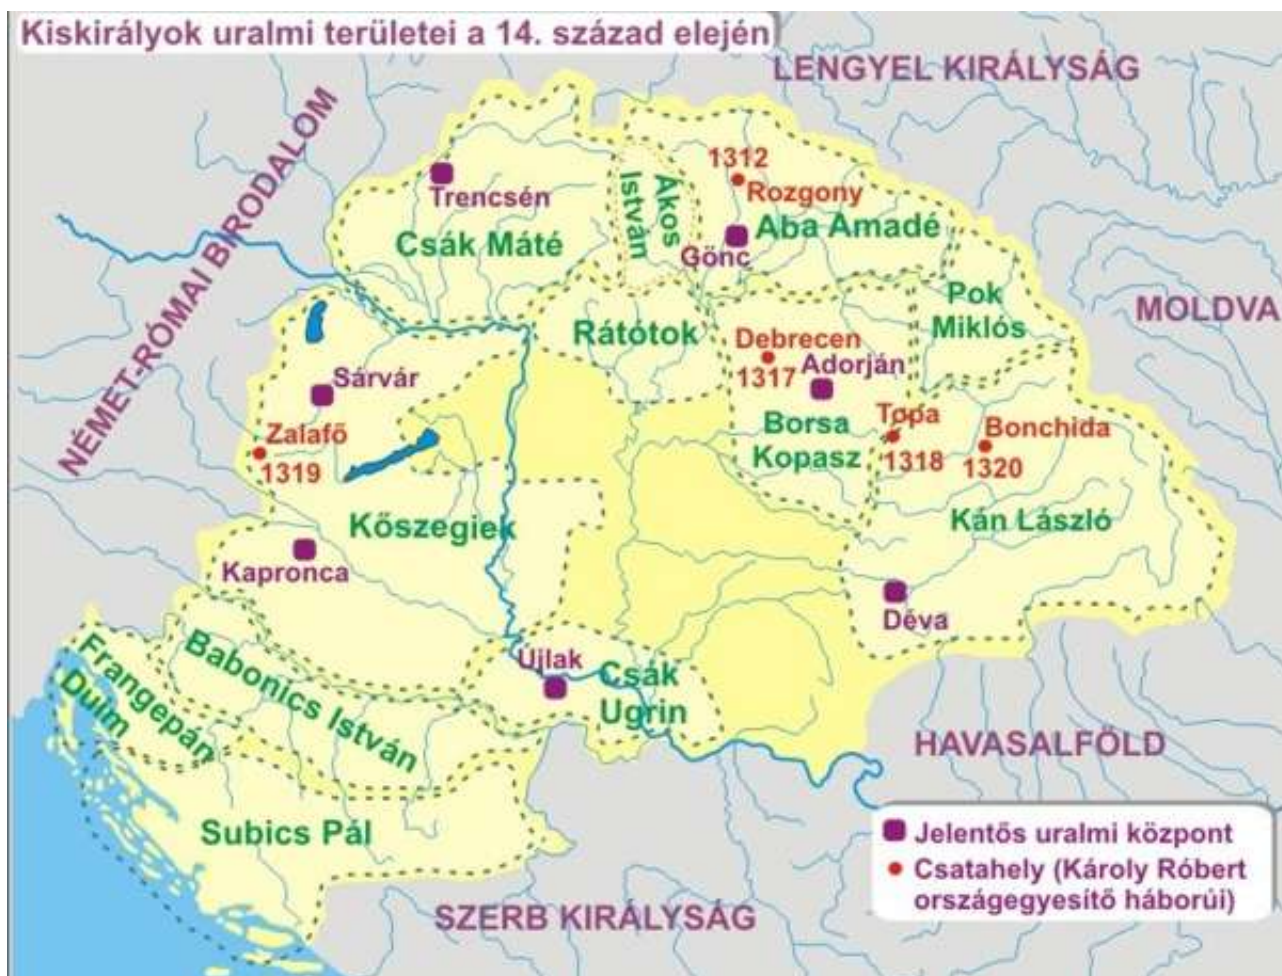 Kiskirályok uralmi területei a 14. század elején
LENGYEL KIRÁLYSÁG
NÉMET-RÓMAI BIRODALOM
MOLDVA
Trencsén
Csák Máté
Ákos
István
1312
Rozgony
Aba Amadé
Gönc
Pok
Miklós
Rátótok
Debrecen
1317
Adorján
Borsa
Kopasz
Sárvár
Zalafő
1319
Topa
1318
Bonchida
1320
Kőszegiek
Kán László
Kapronca
Déva
Újlak
Csák
Ugrin
Babonics István
Frangepán
Duim
Subics Pál
HAVASALFÖLD
SZERB KIRÁLYSÁG
Jelentős uralmi központ
Csatahely (Károly Róbert
országegyesítő háborúi)